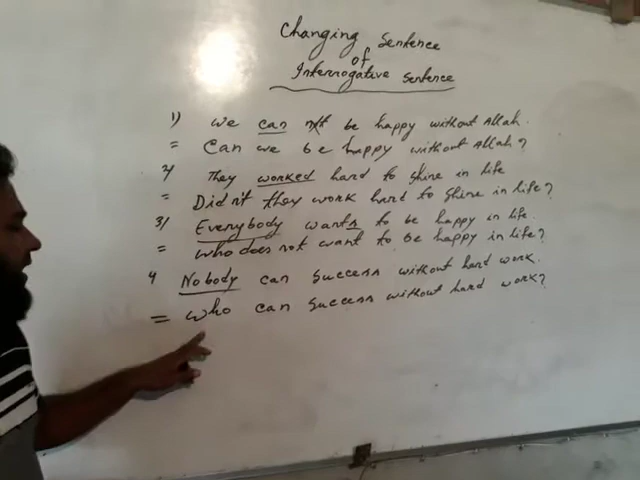 Changing Sentence
of
Interrogative Sentence
1) we can not be happy without Allah.
= Can we be happy without Allah?
2) They worked hard to shine in life
= Didn't they work hard to shine in life?
3) Everybody wants to be happy in life.
= who does not want to be happy in life?
4 Nobody can success without hard work.
= who can success without hard work?